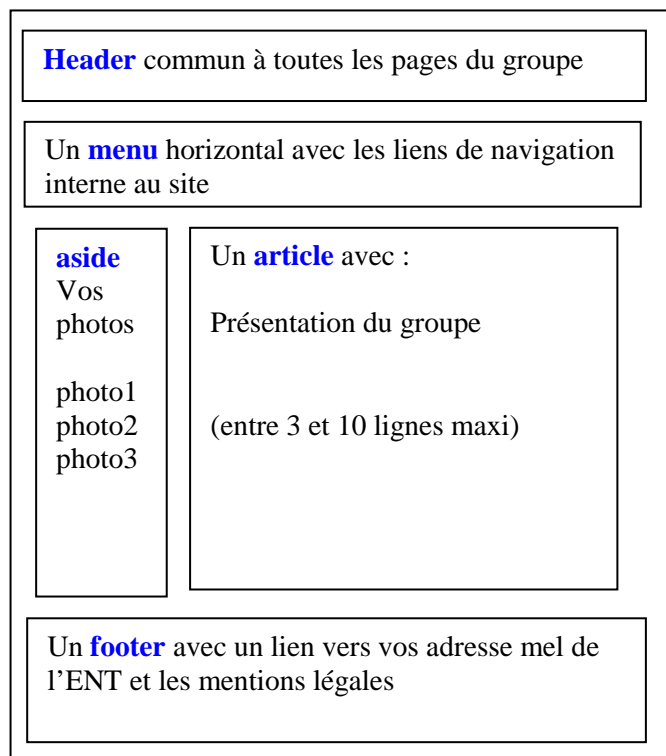 Header commun à toutes les pages du groupe
Un menu horizontal avec les liens de navigation
interne au site
aside
Vos
photos
photo1
photo2
photo3
Un article avec :
Présentation du groupe
(entre 3 et 10 lignes maxi)
Un footer avec un lien vers vos adresse mel de
l’ENT et les mentions légales